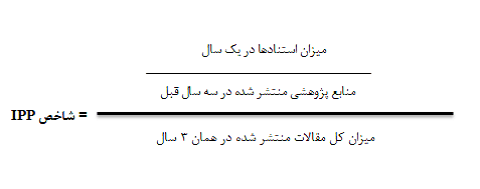 میزان استنادها در یک سال
منابع پژوهشی منتشر شده در سه سال قبل
شاخص IPP =
میزان کل مقالات منتشر شده در همان ۳ سال